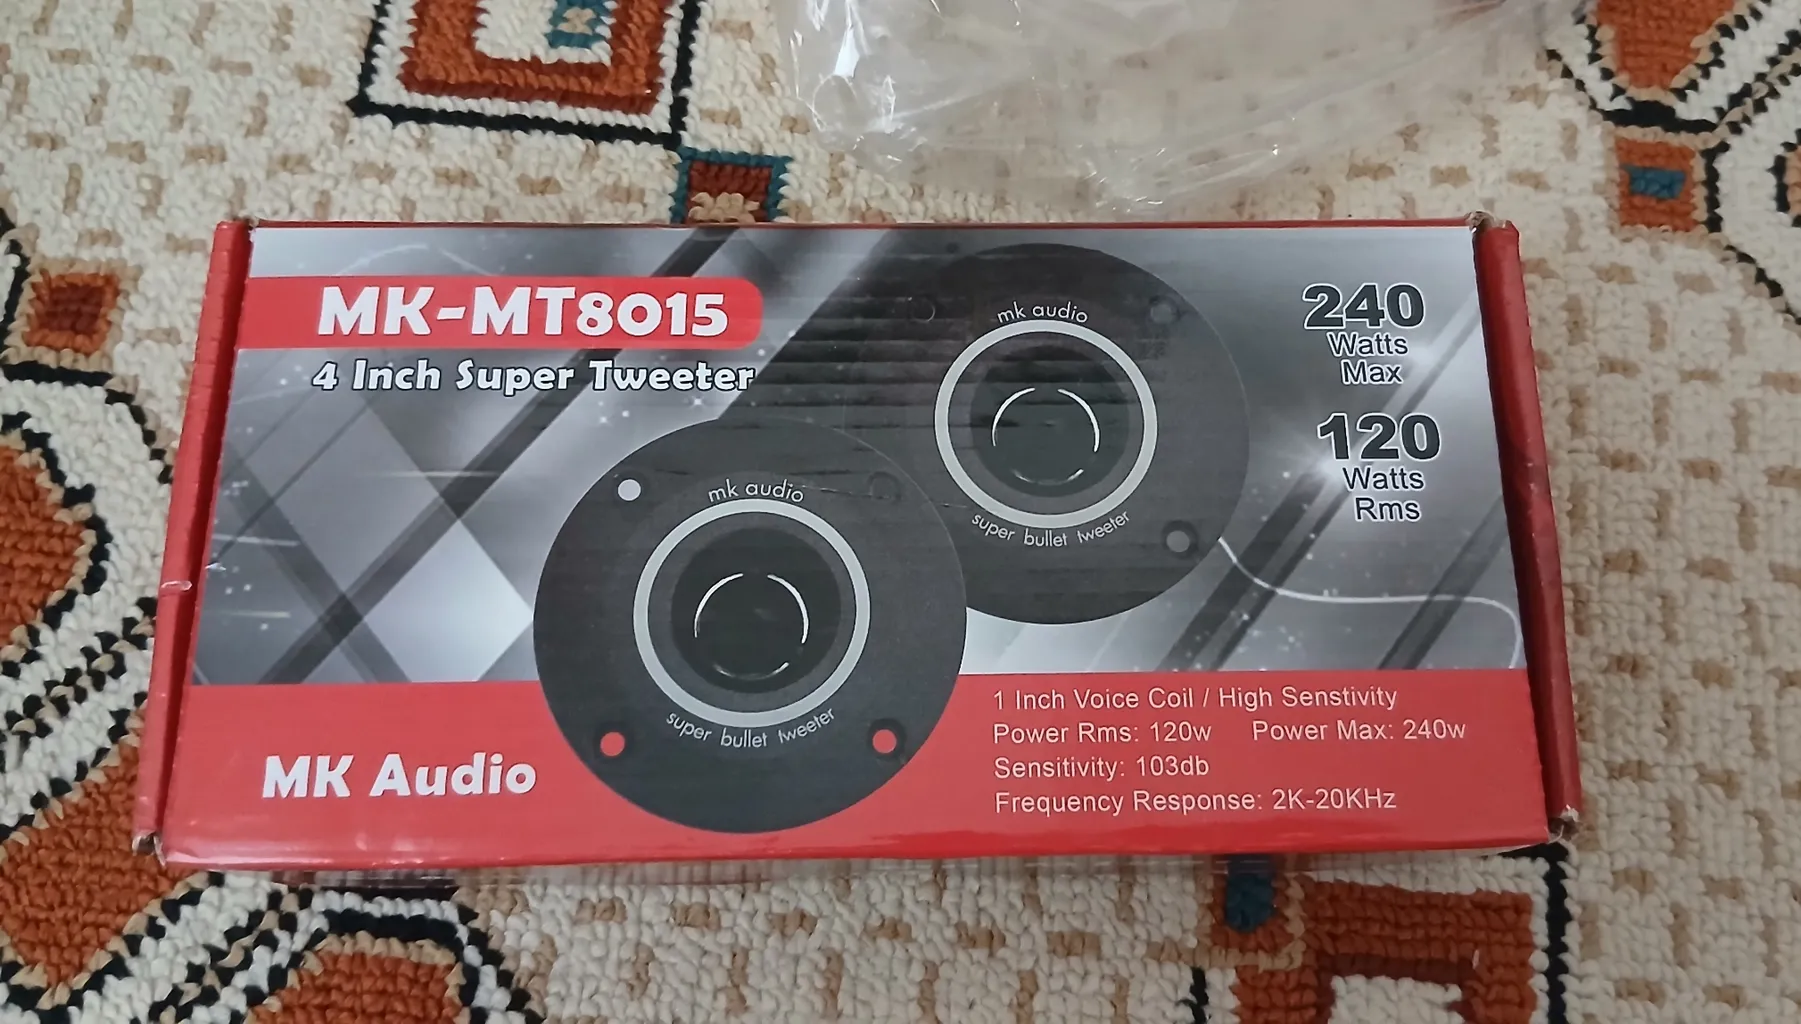 MK-MT8015
4 Inch Super Tweeter
mk audio
super bullet tweeter
240
Watts
Max
120
Watts
Rms
mk audio
super bullet tweeter
MK Audio
1 Inch Voice Coil / High Senstivity
Power Rms: 120w Power Max: 240w
Sensitivity: 103db
Frequency Response: 2K-20KHz